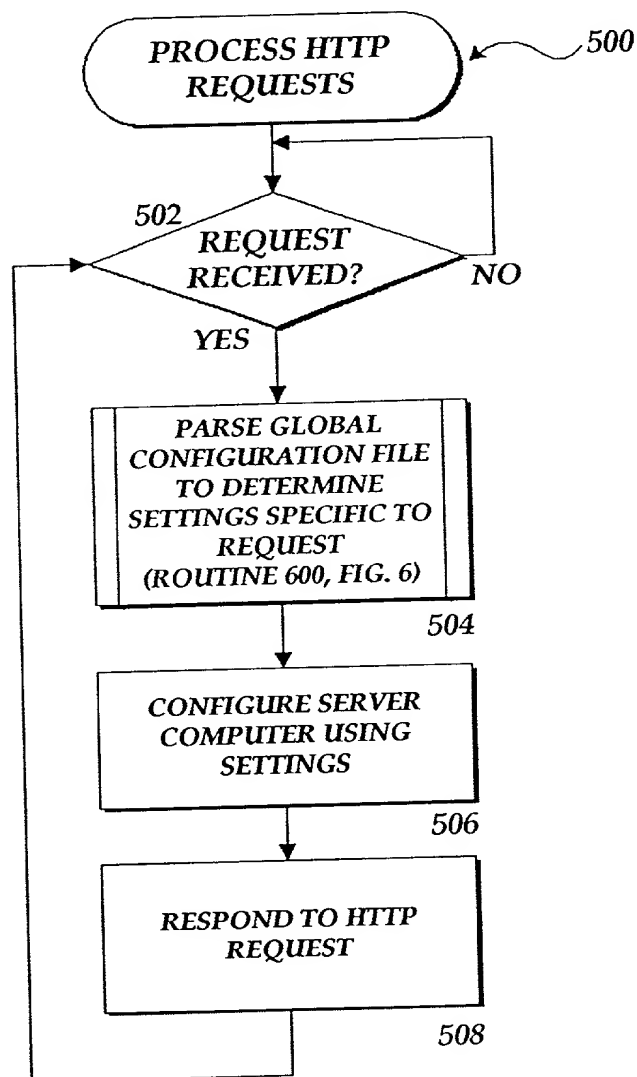 PROCESS HTTP
REQUESTS
500
502
REQUEST
RECEIVED?
NO
YES
PARSE GLOBAL
CONFIGURATION FILE
TO DETERMINE
SETTINGS SPECIFIC TO
REQUEST
(ROUTINE 600, FIG. 6)
504
CONFIGURE SERVER
COMPUTER USING
SETTINGS
506
RESPOND TO HTTP
REQUEST
508